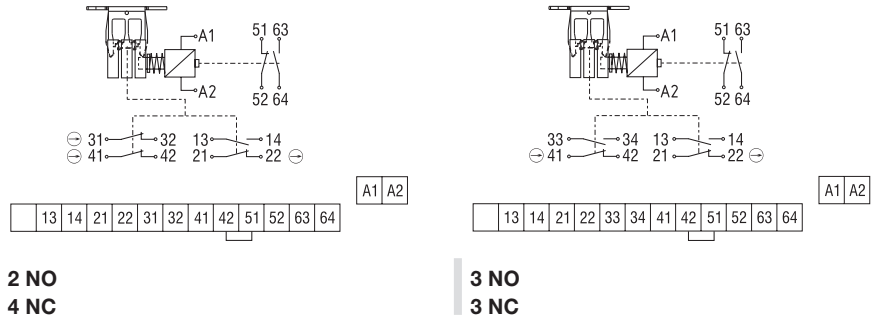 A1
51 63
A2
52 64
31 32 13 14
41 42 21 22
A1 A2
13 14 21 22 31 32 41 42 51 52 63 64
2 NO
4 NC
A1
51 63
A2
52 64
33 34 13 14
41 42 21 22
A1 A2
13 14 21 22 33 34 41 42 51 52 63 64
3 NO
3 NC